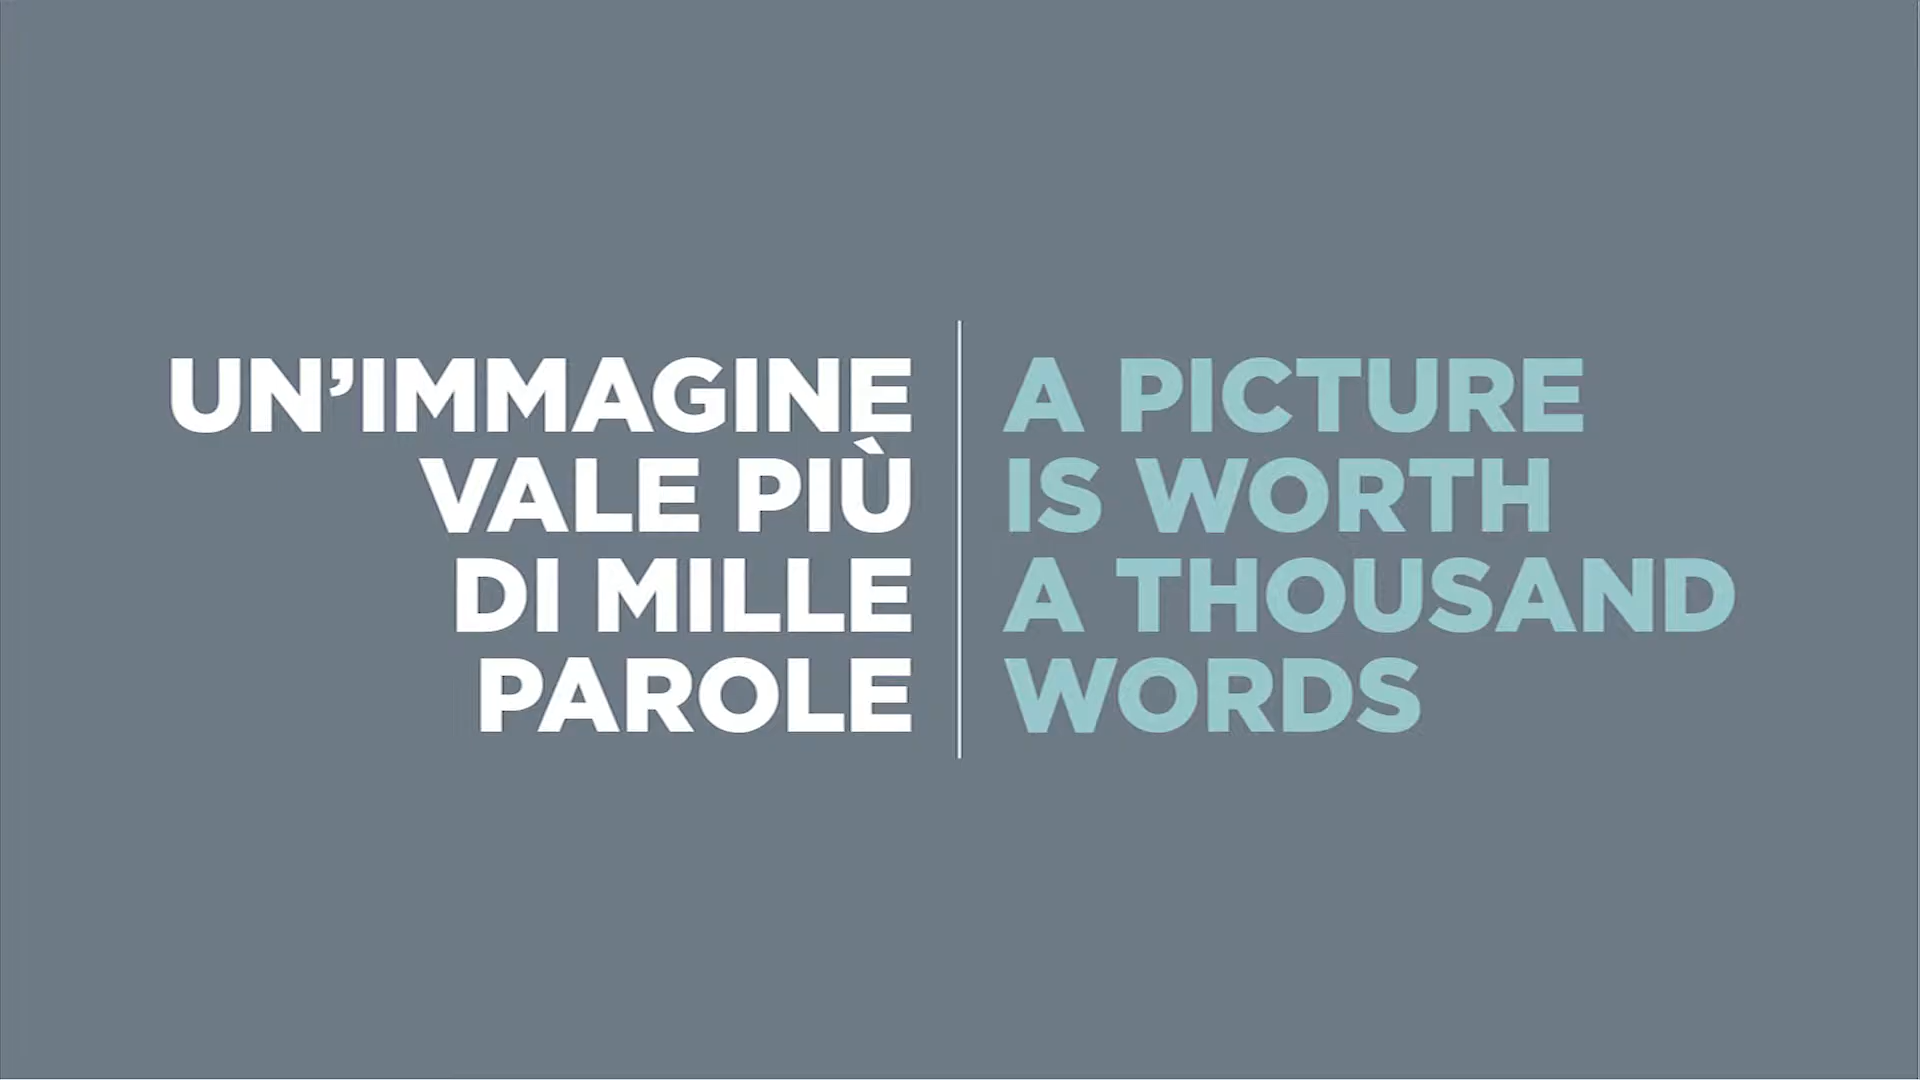 UN’IMMAGINE
VALE PIÙ
DI MILLE
PAROLE
A PICTURE
IS WORTH
A THOUSAND
WORDS